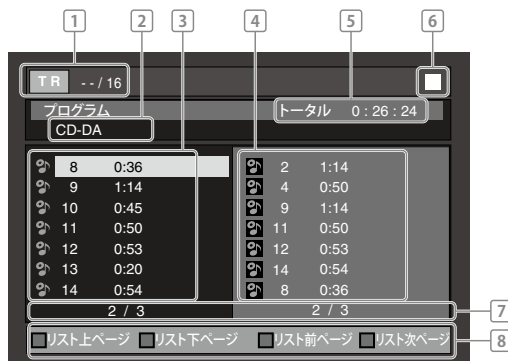 1 2 3 4 5 6
TR - - / 16
プログラム トータル 0 : 26 : 24
CD-DA
8 0:36 2 1:14
9 1:14 4 0:50
10 0:45 9 1:14
11 0:50 11 0:50
12 0:53 12 0:53
13 0:20 14 0:54
14 0:54 8 0:36
2 / 3 2 / 3 7
リスト上ページ リスト下ページ リスト前ページ リスト次ページ 8